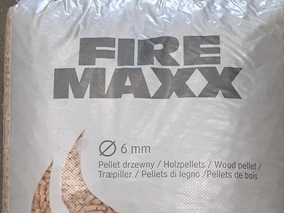 FIRE
MAXX
Ø 6 mm
Pellet drzewny / Holzpellets / Wood pellet /
Træpiller / Pellets di legno / Pellets de bois